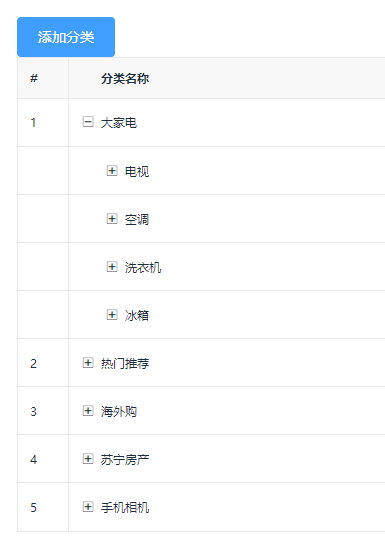 添加分类
# 分类名称
1 大家电
电视
空调
洗衣机
冰箱
2 热门推荐
3 海外购
4 苏宁房产
5 手机相机